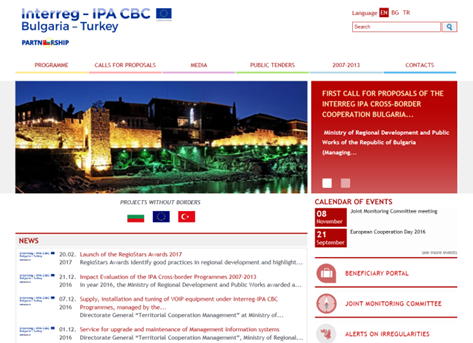 Interreg - IPA CBC
Bulgaria - Turkey
PARTNERSHIP
Language EN BG TR
Search
PROGRAMME
CALLS FOR PROPOSALS
MEDIA
PUBLIC TENDERS
2007-2013
CONTACTS
FIRST CALL FOR PROPOSALS OF THE
INTERREG IPA CROSS-BORDER
COOPERATION BULGARIA...
Ministry of Regional Development and Public
Works of the Republic of Bulgaria
(Managing...
PROJECTS WITHOUT BORDERS
NEWS
20.02. Launch of the RegioStars Awards 2017
2017 RegioStars Awards identify good practices in regional development and highlight...
21.12. Impact Evaluation of the IPA Cross-border Programmes 2007-2013
2016 In year 2016, the Ministry of Regional Development and Public Works awarded a...
07.12. Supply, installation and tuning of VOIP equipment under Interreg-IPA CBC
2016 Programmes, managed by the...
Directorate General "Territorial Cooperation Management" at Ministry of...
01.12. Service for upgrade and maintenance of Management information systems
2016 Directorate General "Territorial Cooperation Management", Ministry of Regional...
CALENDAR OF EVENTS
08 Joint Monitoring Committee meeting
November
21 European Cooperation Day 2016
September
(see more events)
BENEFICIARY PORTAL
JOINT MONITORING COMMITTEE
ALERTS ON IRREGULARITIES